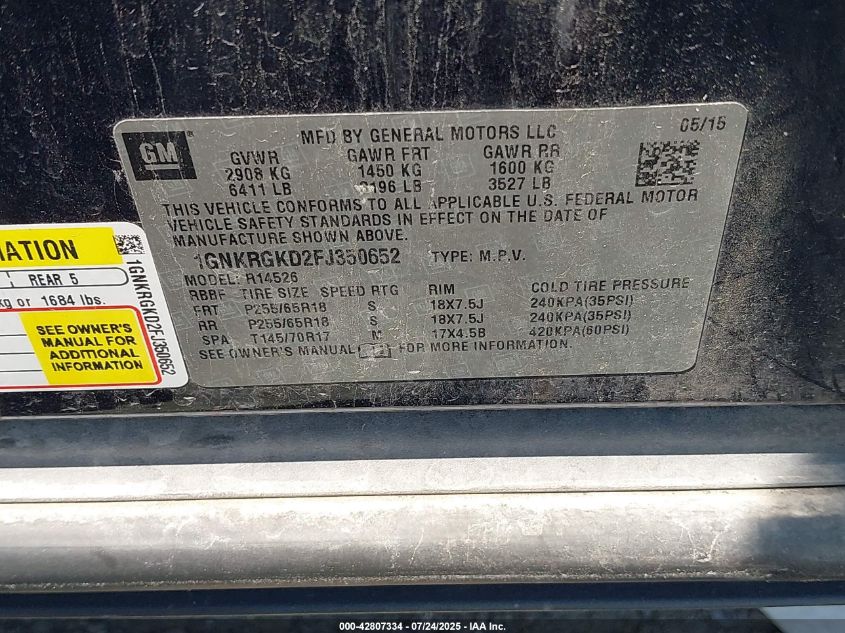 GM
MFD BY GENERAL MOTORS LLC 05/15
GVWR GAWR FRT GAWR RR
2908 KG 1450 KG 1600 KG
6411 LB 3196 LB 3527 LB
THIS VEHICLE CONFORMS TO ALL APPLICABLE U.S. FEDERAL MOTOR
VEHICLE SAFETY STANDARDS IN EFFECT ON THE DATE OF
MANUFACTURE SHOWN ABOVE.
1GNKRGKD2FJ350652 TYPE: M.P.V.
MODEL: R14526
RBBF TIRE SIZE SPEED RTG RIM COLD TIRE PRESSURE
FRT P255/65R18 S 18X7.5J 240KPA(35PSI)
RR P255/65R18 S 18X7.5J 240KPA(35PSI)
SPA T145/70R17 M 17X4.5B 420KPA(60PSI)
SEE OWNER'S MANUAL FOR MORE INFORMATION.
MATION
REAR 5
kg or 1684 lbs.
SEE OWNER'S
MANUAL FOR
ADDITIONAL
INFORMATION
1GNKRGKD2FJ350652
000-42807334 - 07/24/2025 - IAA Inc.